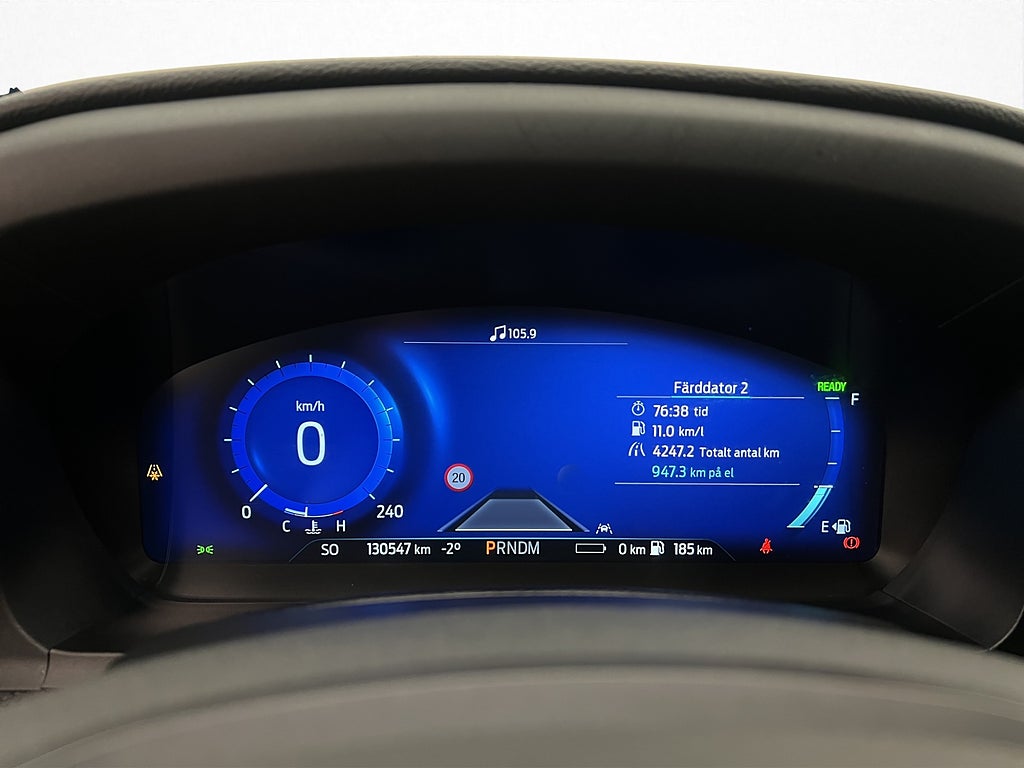 105.9
Färddator 2
READY
F
76:38 tid
11.0 km/l
4247.2 Totalt antal km
947.3 km på el
km/h
0
20
0
240
C H
E
SO 130547 km -2° PRNDM 0 km 185 km